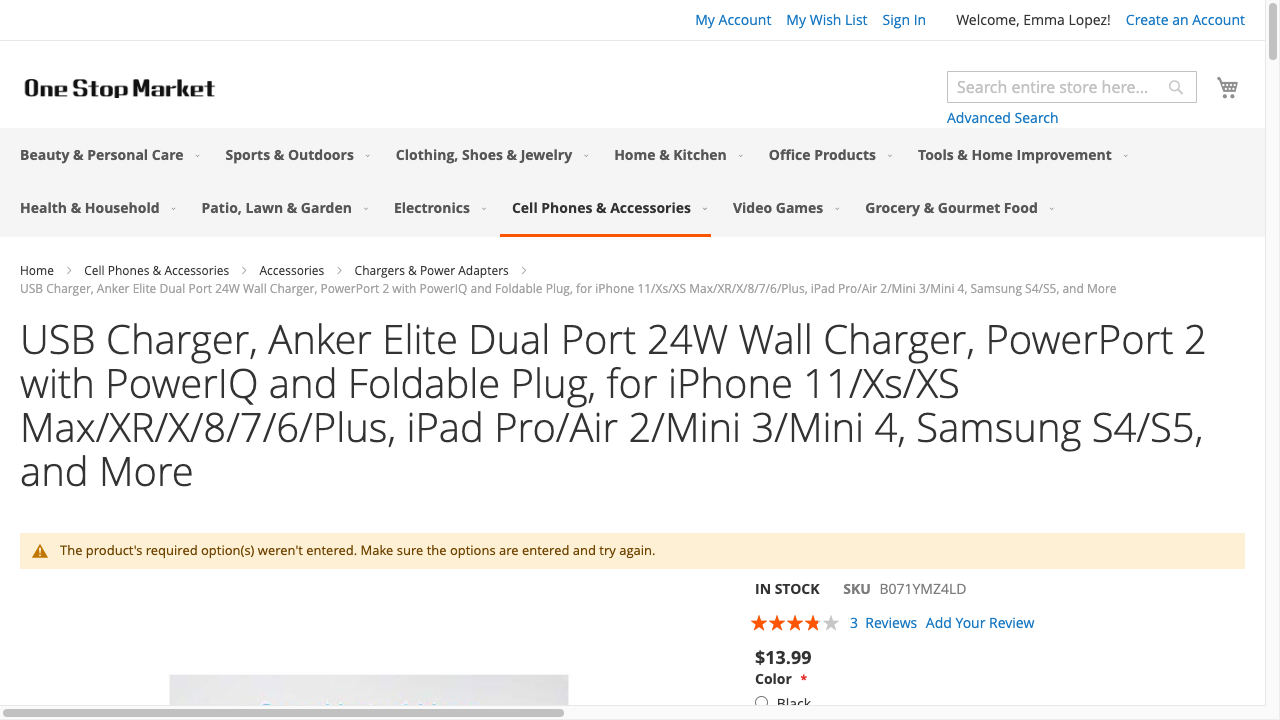 My Account My Wish List Sign In Welcome, Emma Lopez! Create an Account
One Stop Market
Search entire store here...
Advanced Search
Beauty & Personal Care Sports & Outdoors Clothing, Shoes & Jewelry Home & Kitchen Office Products Tools & Home Improvement
Health & Household Patio, Lawn & Garden Electronics Cell Phones & Accessories Video Games Grocery & Gourmet Food
Home Cell Phones & Accessories Accessories Chargers & Power Adapters
USB Charger, Anker Elite Dual Port 24W Wall Charger, PowerPort 2 with PowerIQ and Foldable Plug, for iPhone 11/Xs/XS Max/XR/X/8/7/6/Plus, iPad Pro/Air 2/Mini 3/Mini 4, Samsung S4/S5, and More
USB Charger, Anker Elite Dual Port 24W Wall Charger, PowerPort 2
with PowerIQ and Foldable Plug, for iPhone 11/Xs/XS
Max/XR/X/8/7/6/Plus, iPad Pro/Air 2/Mini 3/Mini 4, Samsung S4/S5,
and More
The product's required option(s) weren't entered. Make sure the options are entered and try again.
IN STOCK SKU B071YMZ4LD
3 Reviews Add Your Review
$13.99
Color *
Black